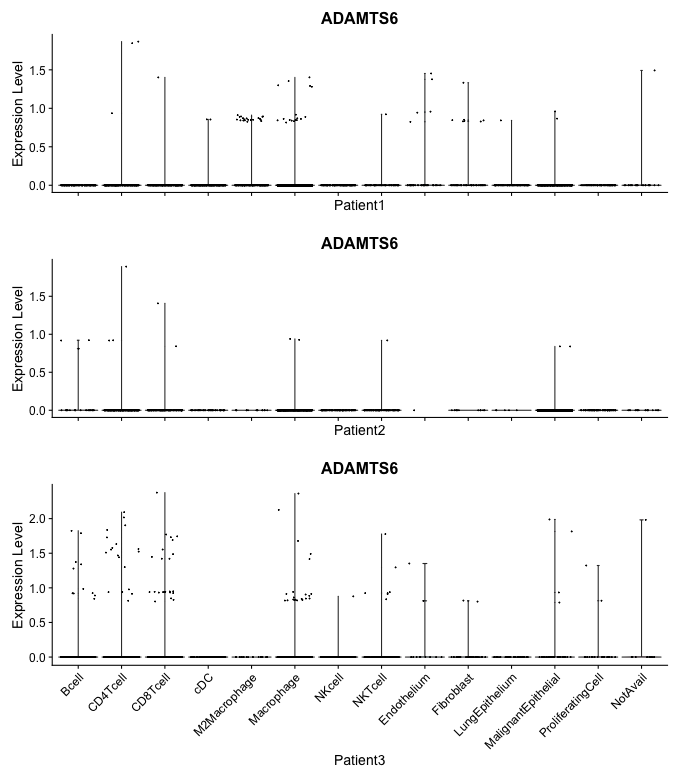 ADAMTS6
Expression Level
1.5
1.0
0.5
0.0
Patient1
ADAMTS6
Expression Level
1.5
1.0
0.5
0.0
Patient2
ADAMTS6
Expression Level
2.0
1.5
1.0
0.5
0.0
Bcell
CD4Tcell
CD8Tcell
cDC
M2Macrophage
Macrophage
NKcell
NKTcell
Endothelium
Fibroblast
LungEpithelium
MalignantEpithelial
ProliferatingCell
NotAvail
Patient3